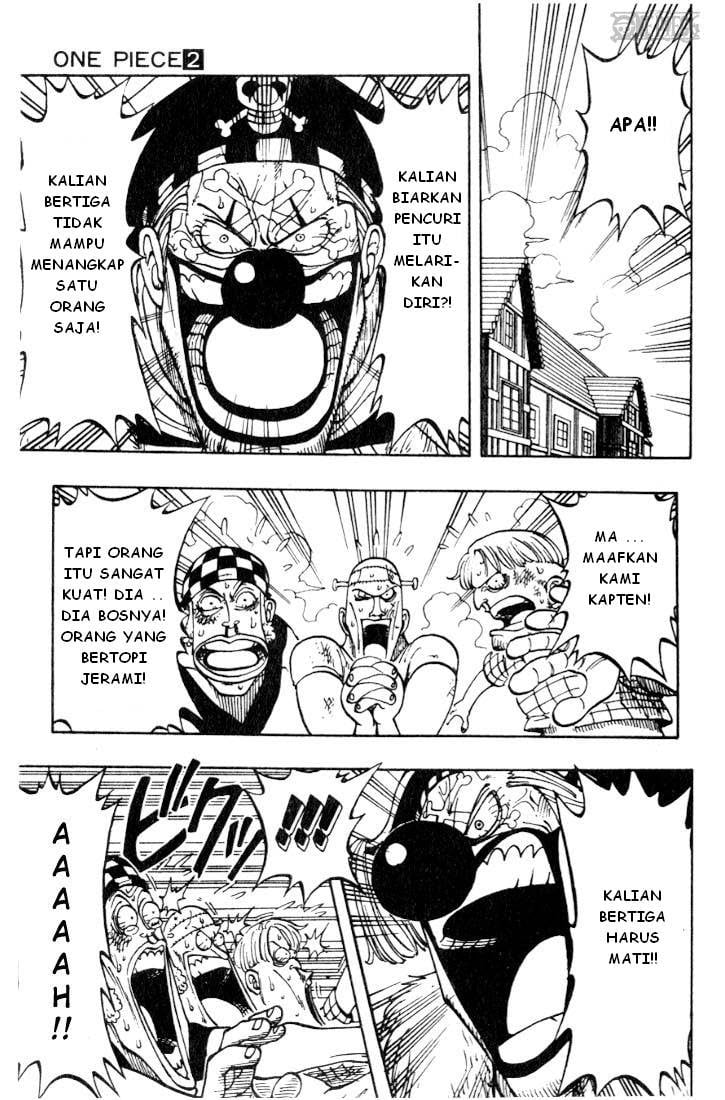 ONE PIECE 2
APA!!
KALIAN
BIARKAN
PENCURI
ITU
MELARI-
KAN
DIRI?!
KALIAN
BERTIGA
TIDAK
MAMPU
MENANGKAP
SATU
ORANG
SAJA!
MA ...
MAAFKAN
KAMI
KAPTEN!
TAPI ORANG
ITU SANGAT
KUAT! DIA ..
DIA BOSNYA!
ORANG YANG
BERTOPI
JERAMI!
KALIAN
BERTIGA
HARUS
MATI!!
!!!
ビクッ
AAAAAAH!!